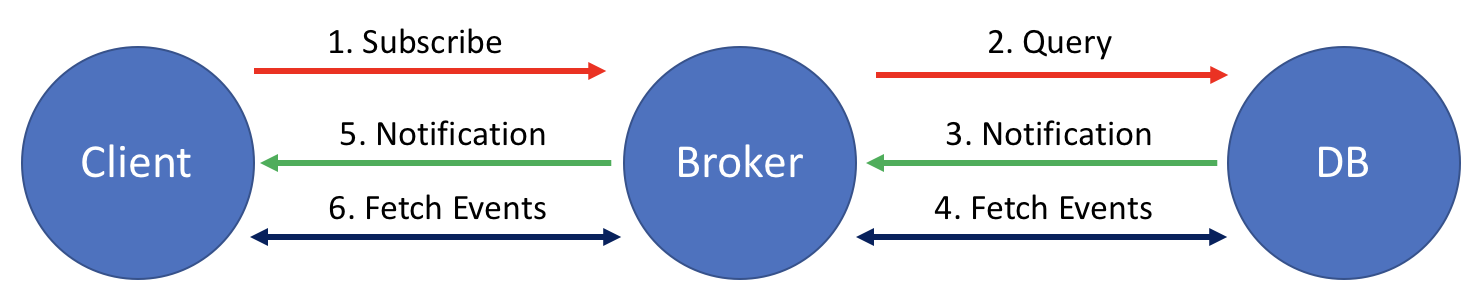 1. Subscribe
2. Query
5. Notification
3. Notification
Client
Broker
DB
6. Fetch Events
4. Fetch Events